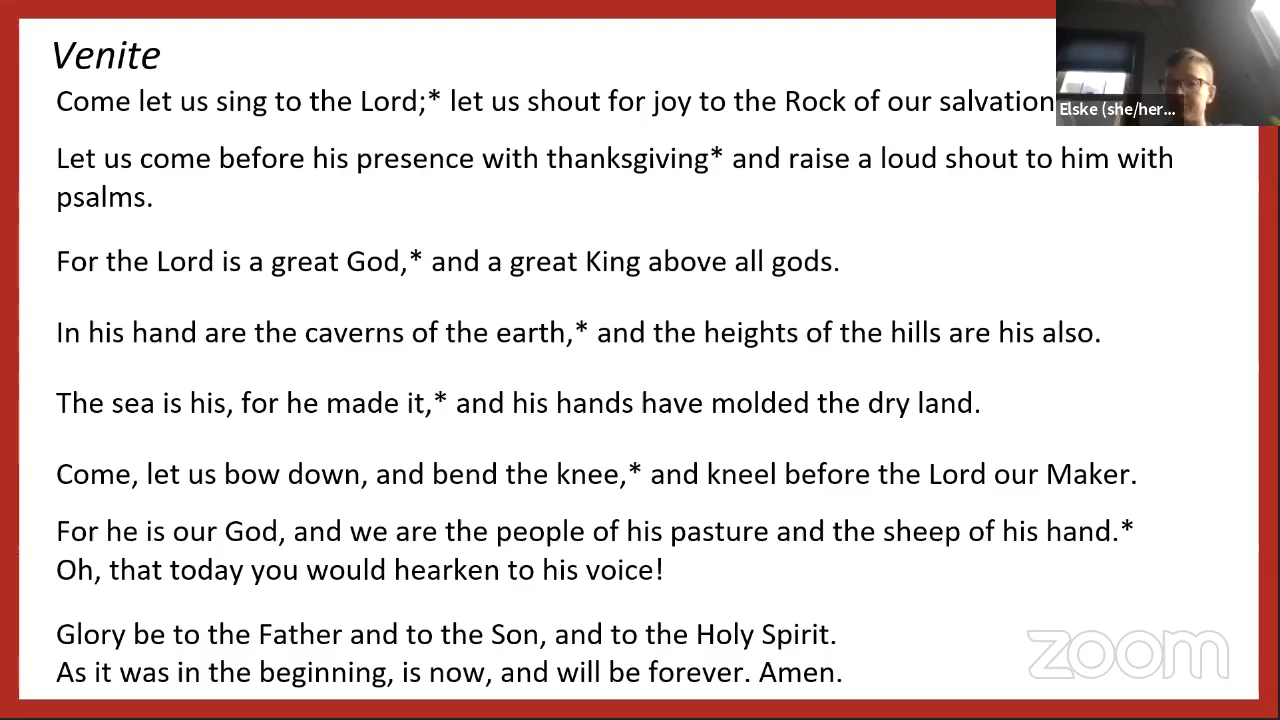 Venite
Come let us sing to the Lord;* let us shout for joy to the Rock of our salvation
Elske (she/her...
Let us come before his presence with thanksgiving* and raise a loud shout to him with
psalms.
For the Lord is a great God,* and a great King above all gods.
In his hand are the caverns of the earth,* and the heights of the hills are his also.
The sea is his, for he made it,* and his hands have molded the dry land.
Come, let us bow down, and bend the knee,* and kneel before the Lord our Maker.
For he is our God, and we are the people of his pasture and the sheep of his hand.*
Oh, that today you would hearken to his voice!
Glory be to the Father and to the Son, and to the Holy Spirit.
As it was in the beginning, is now, and will be forever. Amen.
zoom